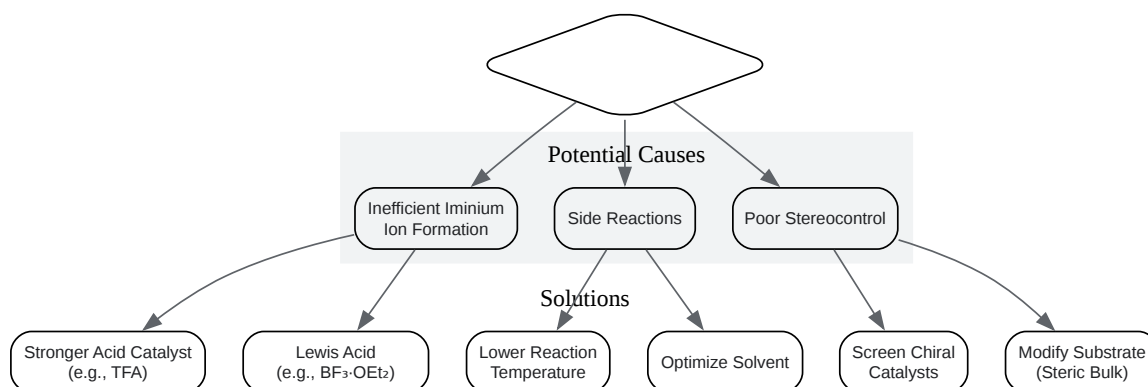 Potential Causes
Inefficient Iminium
Ion Formation
Side Reactions
Poor Stereocontrol
Solutions
Stronger Acid Catalyst
(e.g., TFA)
Lewis Acid
(e.g., BF₃·OEt₂)
Lower Reaction
Temperature
Optimize Solvent
Screen Chiral
Catalysts
Modify Substrate
(Steric Bulk)